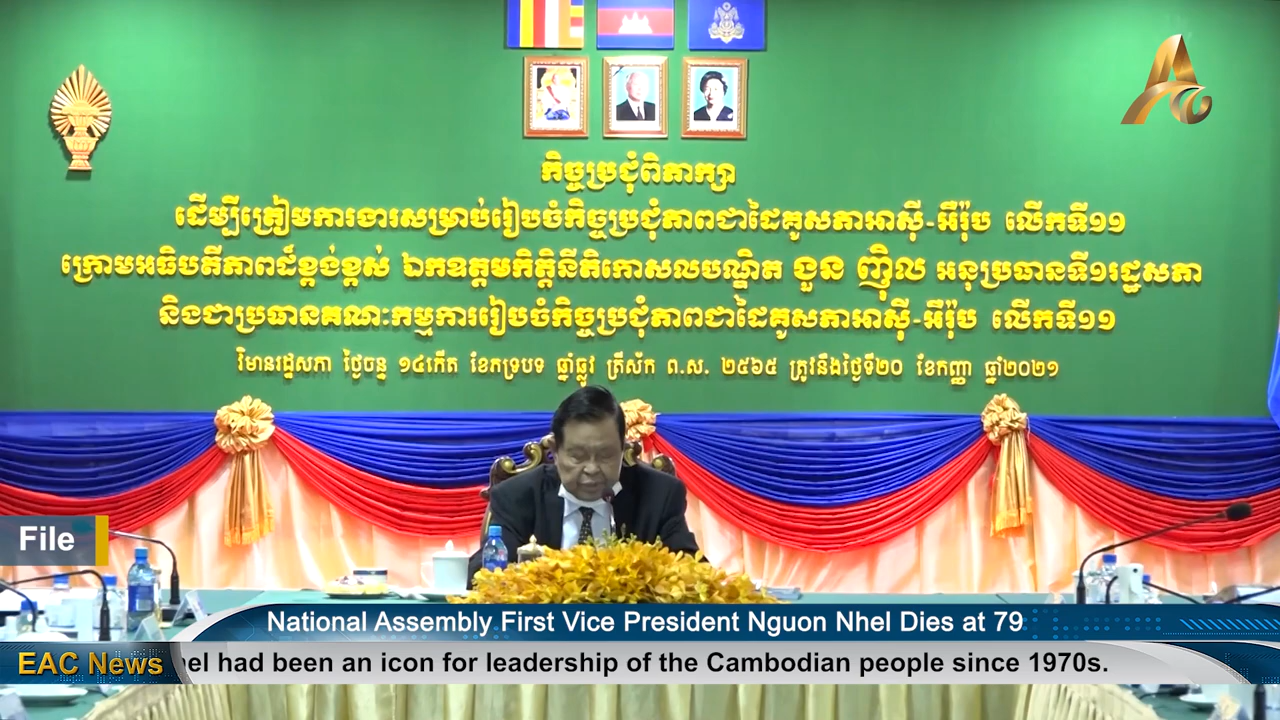 កិច្ចប្រជុំពិភាក្សា
ដើម្បីត្រៀមការងារសម្រាប់រៀបចំកិច្ចប្រជុំភាពជាដៃគូសភាអាស៊ី-អឺរ៉ុប លើកទី១១
ក្រោមអធិបតីភាពដ៏ខ្ពង់ខ្ពស់ ឯកឧត្តមកិត្តិនីតិកោសលបណ្ឌិត ងួន ញ៉ិល អនុប្រធានទី១រដ្ឋសភា
និងជាប្រធានគណៈកម្មការរៀបចំកិច្ចប្រជុំភាពជាដៃគូសភាអាស៊ី-អឺរ៉ុប លើកទី១១
វិមានរដ្ឋសភា ថ្ងៃចន្ទ ១៤កើត ខែភទ្របទ ឆ្នាំឆ្លូវ ត្រីស័ក ព.ស. ២៥៦៥ ត្រូវនឹងថ្ងៃទី២០ ខែកញ្ញា ឆ្នាំ២០២១
File
National Assembly First Vice President Nguon Nhel Dies at 79
EAC News
el had been an icon for leadership of the Cambodian people since 1970s.